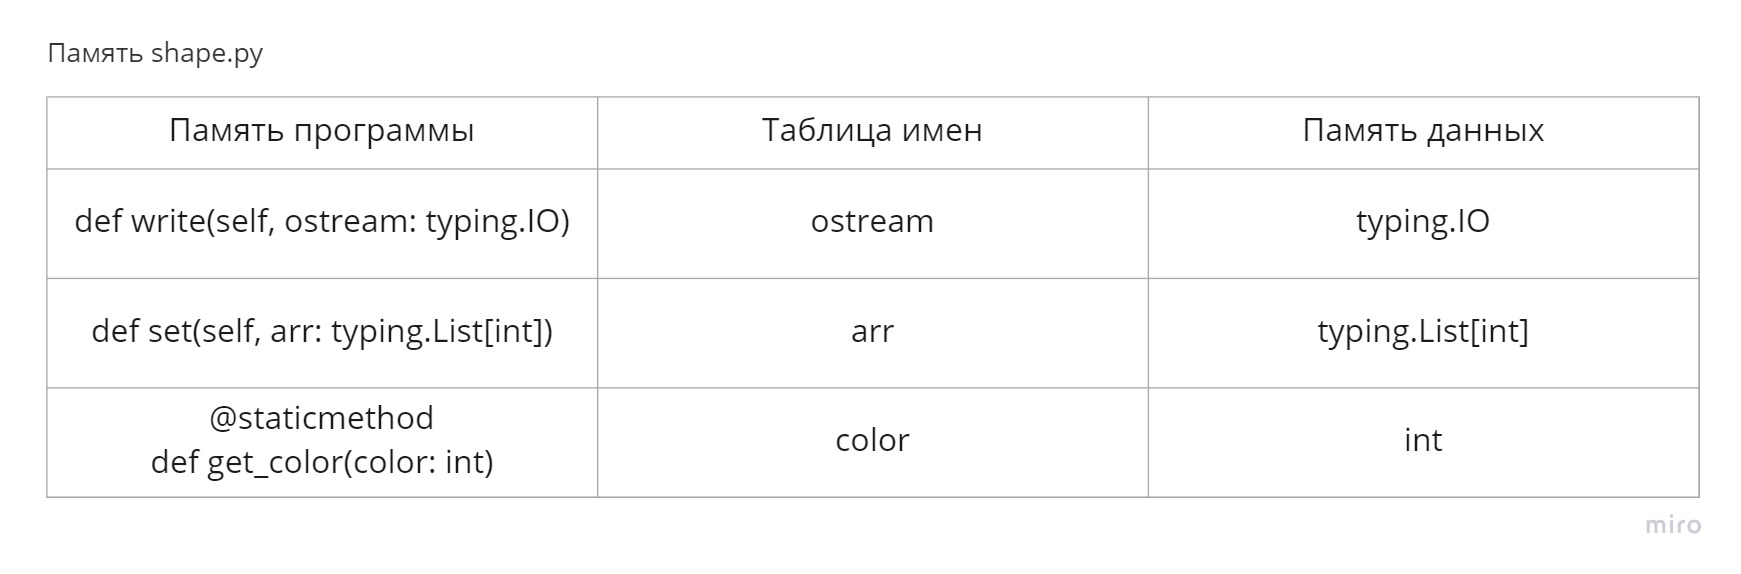 Память shape.py
Память программы
Таблица имен
Память данных
def write(self, ostream: typing.IO)
ostream
typing.IO
def set(self, arr: typing.List[int])
arr
typing.List[int]
@staticmethod
def get_color(color: int)
color
int
miro